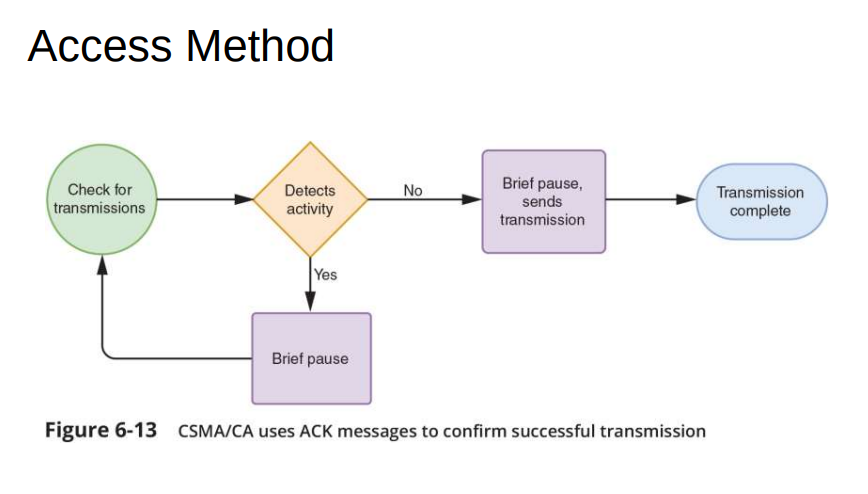 Access Method
Check for
transmissions
Detects
activity
No
Brief pause,
sends
transmission
Transmission
complete
Yes
Brief pause
Figure 6-13 CSMA/CA uses ACK messages to confirm successful transmission